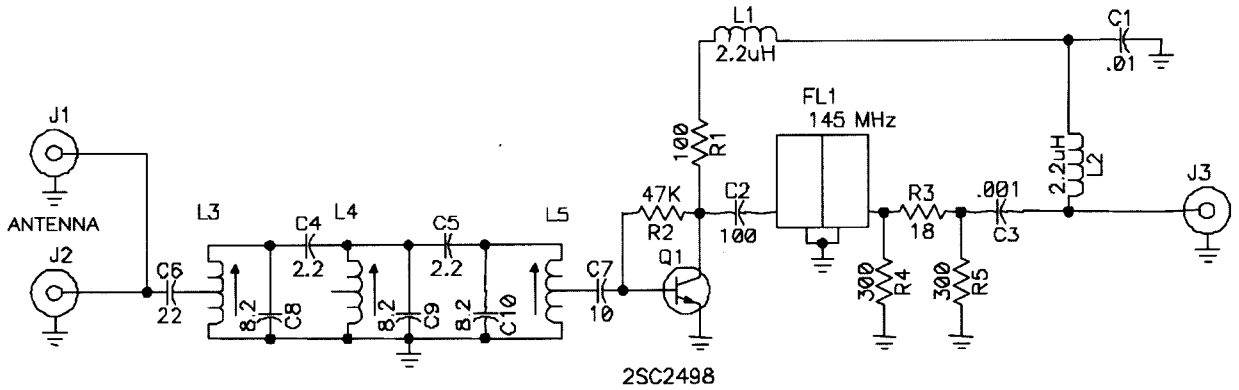 L1
2.2uH
C1
.01
J1
FL1
145 MHz
100
R1
2.2uH
L2
J3
ANTENNA
L3
C4
2.2
L4
C5
2.2
L5
47K
R2
C2
100
R3
18
.001
C3
J2
C6
22
8.2
C8
8.2
C9
8.2
C10
C7
10
Q1
300
R4
300
R5
2SC2498